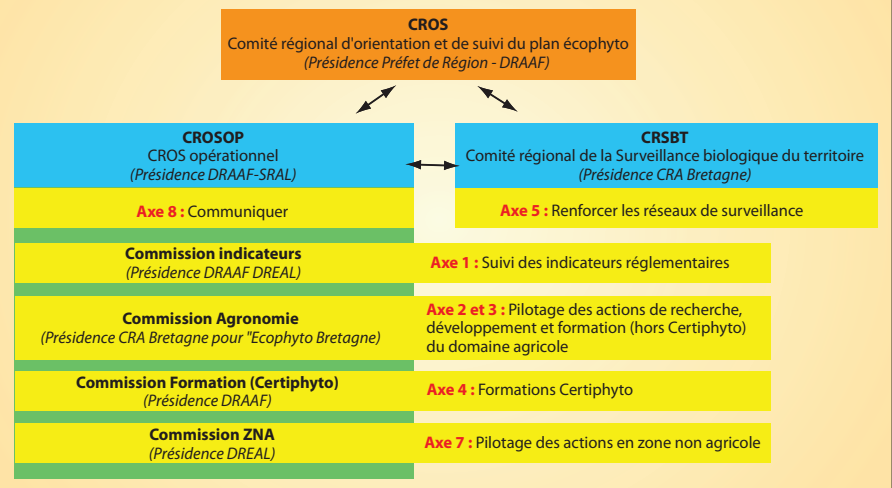 CROS
Comité régional d'orientation et de suivi du plan écophyto
(Présidence Préfet de Région - DRAAF)
CROSOP
CROS opérationnel
(Présidence DRAAF-SRAL)
CRSBT
Comité régional de la Surveillance biologique du territoire
(Présidence CRA Bretagne)
Axe 8 : Communiquer
Axe 5 : Renforcer les réseaux de surveillance
Commission indicateurs
(Présidence DRAAF DREAL)
Axe 1 : Suivi des indicateurs réglementaires
Commission Agronomie
(Présidence CRA Bretagne pour "Ecophyto Bretagne)
Axe 2 et 3 : Pilotage des actions de recherche,
développement et formation (hors Certiphyto)
du domaine agricole
Commission Formation (Certiphyto)
(Présidence DRAAF)
Axe 4 : Formations Certiphyto
Commission ZNA
(Présidence DREAL)
Axe 7 : Pilotage des actions en zone non agricole